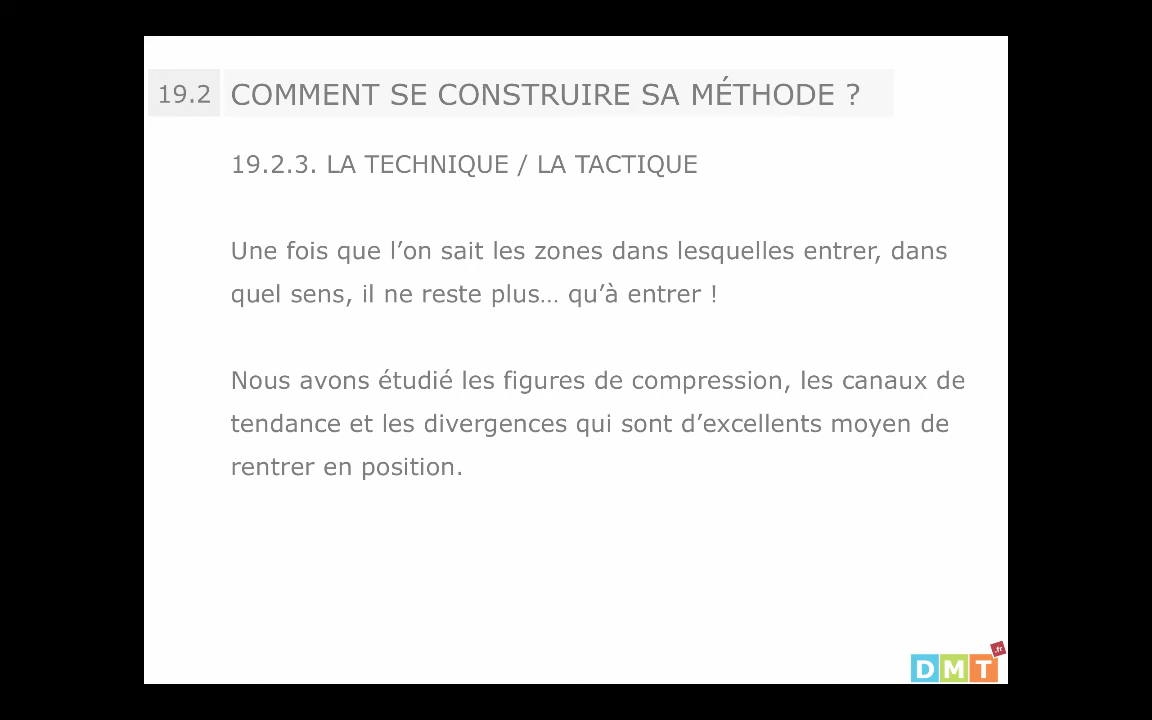 19.2 COMMENT SE CONSTRUIRE SA MÉTHODE ?
19.2.3. LA TECHNIQUE / LA TACTIQUE
Une fois que l’on sait les zones dans lesquelles entrer, dans
quel sens, il ne reste plus… qu’à entrer !
Nous avons étudié les figures de compression, les canaux de
tendance et les divergences qui sont d’excellents moyen de
rentrer en position.
DMT
.fr